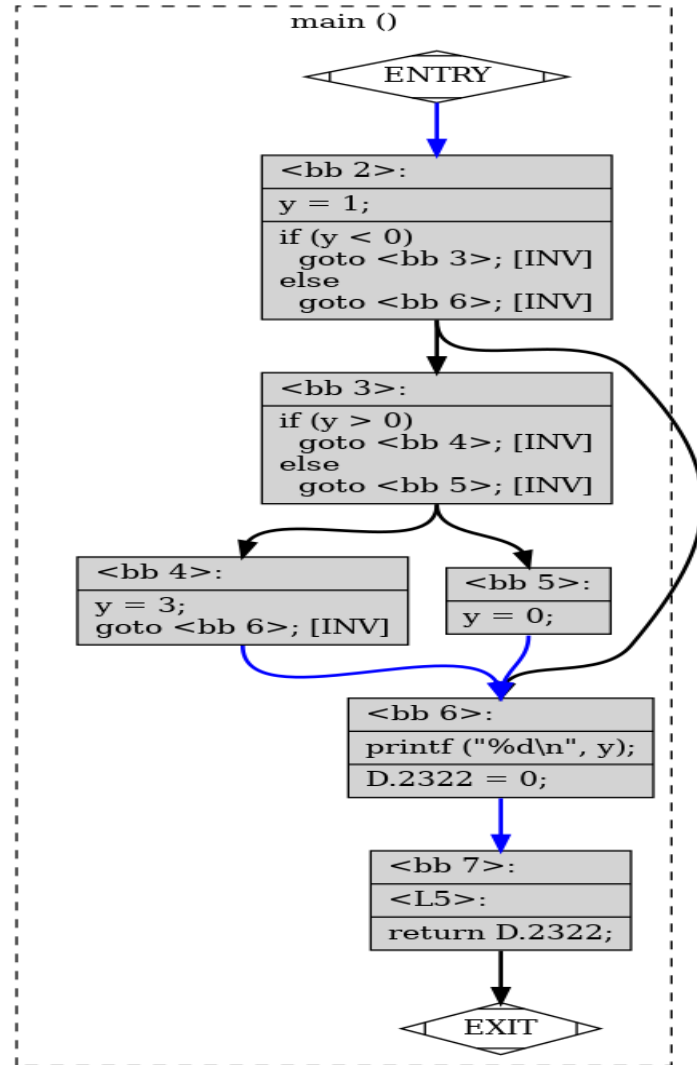 main ()
ENTRY
<bb 2>:
y = 1;
if (y < 0)
goto <bb 3>; [INV]
else
goto <bb 6>; [INV]
<bb 3>:
if (y > 0)
goto <bb 4>; [INV]
else
goto <bb 5>; [INV]
<bb 4>:
y = 3;
goto <bb 6>; [INV]
<bb 5>:
y = 0;
<bb 6>:
printf ("%d\n", y);
D.2322 = 0;
<bb 7>:
<L5>:
return D.2322;
EXIT